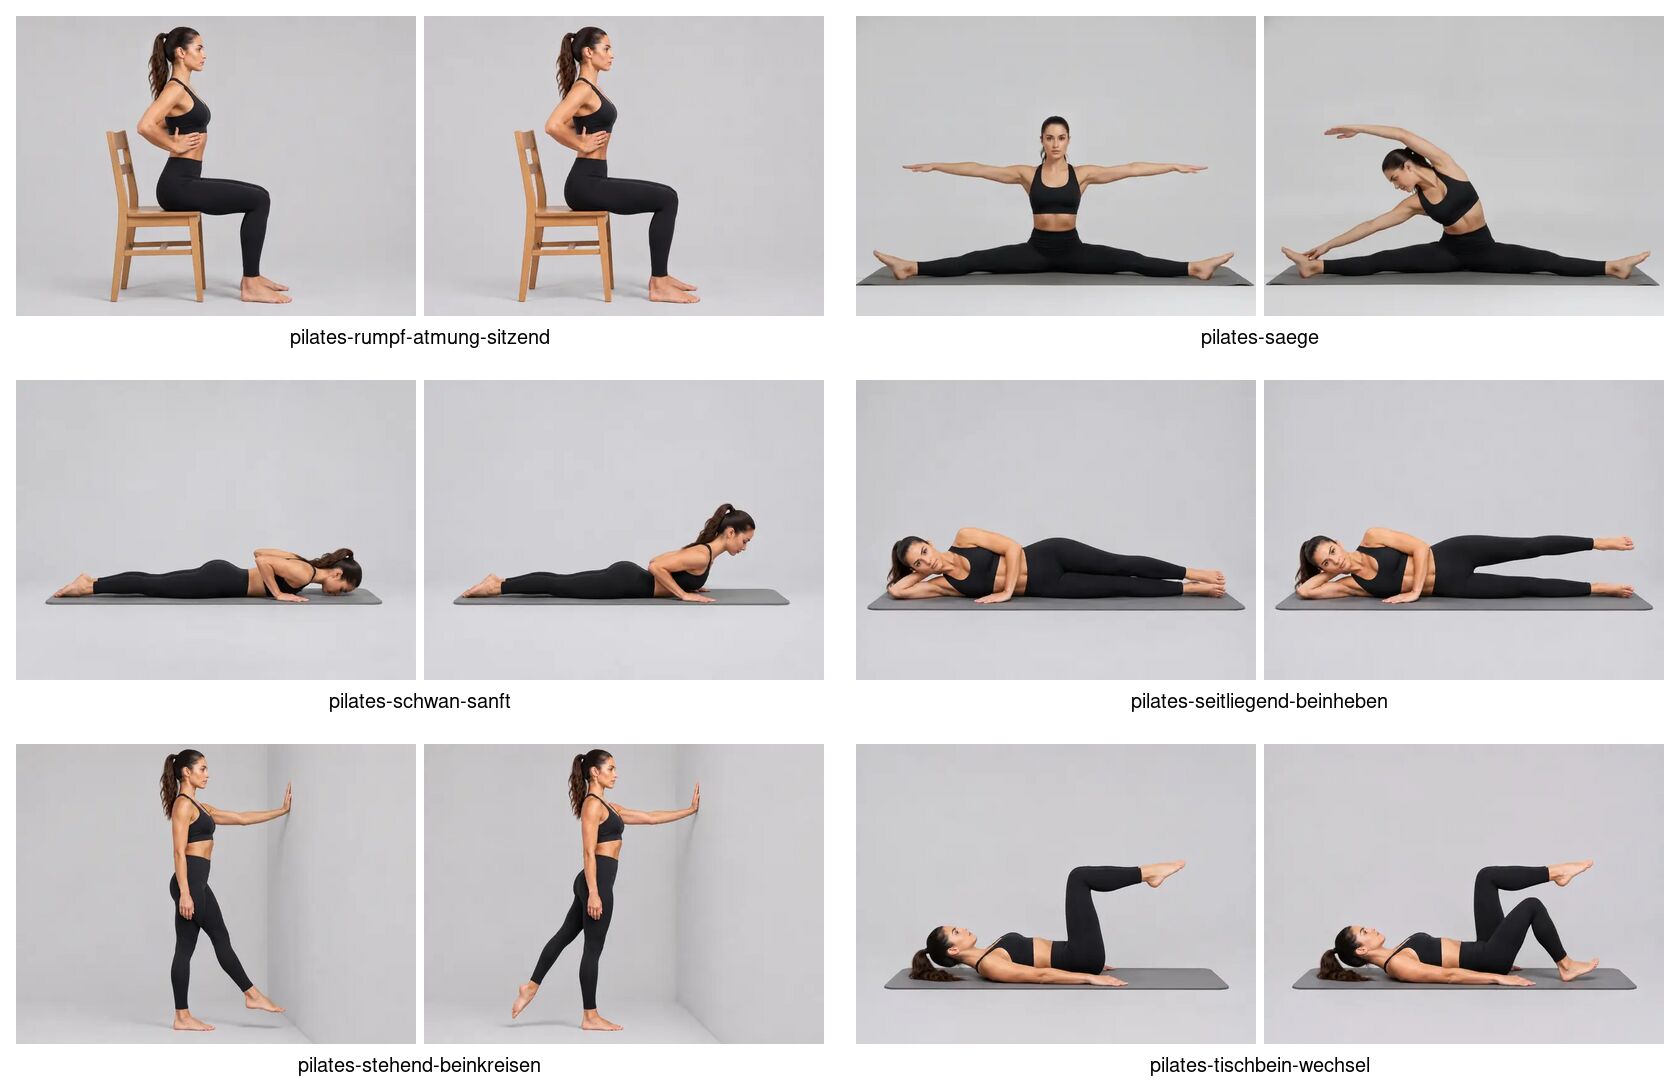 pilates-rumpf-atmung-sitzend
pilates-saege
pilates-schwan-sanft
pilates-seitliegend-beinheben
pilates-stehend-beinkreisen
pilates-tischbein-wechsel